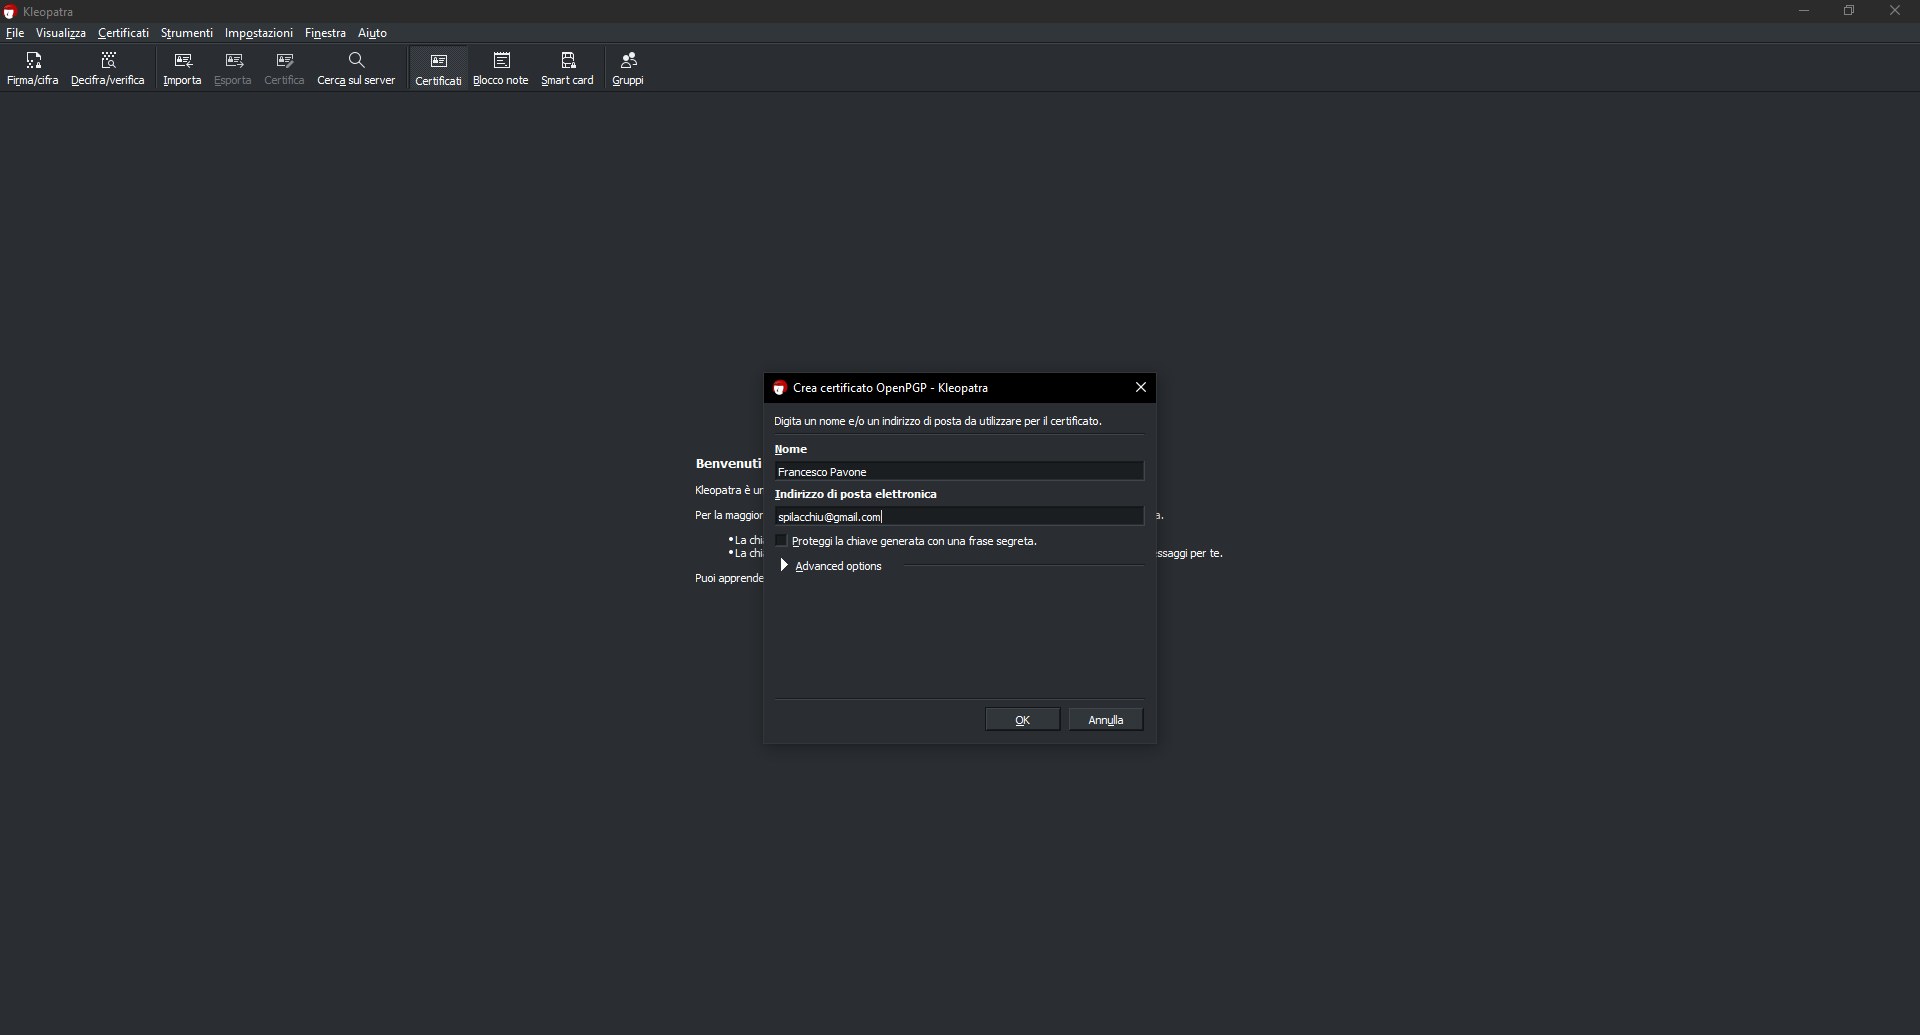 Kleopatra
File Visualizza Certificati Strumenti Impostazioni Finestra Aiuto
Firma/cifra Decifra/verifica Importa Esporta Certifica Cerca sul server Certificati Blocco note Smart card Gruppi
Crea certificato OpenPGP - Kleopatra
Digita un nome e/o un indirizzo di posta da utilizzare per il certificato.
Nome
Francesco Pavone
Indirizzo di posta elettronica
spilacchiu@gmail.com
Proteggi la chiave generata con una frase segreta.
Advanced options
OK Annulla
Benvenuti
Kleopatra è un
Per la maggior a.
•La chi
•La chi ssaggi per te.
Puoi apprende